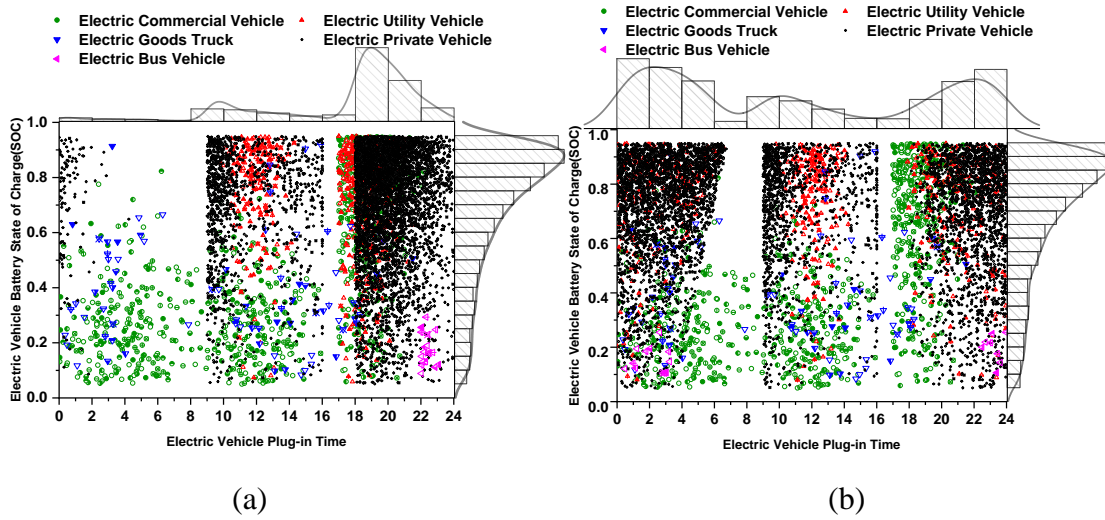 Electric Commercial Vehicle Electric Utility Vehicle
Electric Goods Truck Electric Private Vehicle
Electric Bus Vehicle
Electric Vehicle Battery State of Charge(SOC)
1.0
0.8
0.6
0.4
0.2
0.0
0 2 4 6 8 10 12 14 16 18 20 22 24
Electric Vehicle Plug-in Time
(a)
Electric Commercial Vehicle Electric Utility Vehicle
Electric Goods Truck Electric Private Vehicle
Electric Bus Vehicle
Electric Vehicle Battery State of Charge(SOC)
1.0
0.8
0.6
0.4
0.2
0.0
0 2 4 6 8 10 12 14 16 18 20 22 24
Electric Vehicle Plug-in Time
(b)